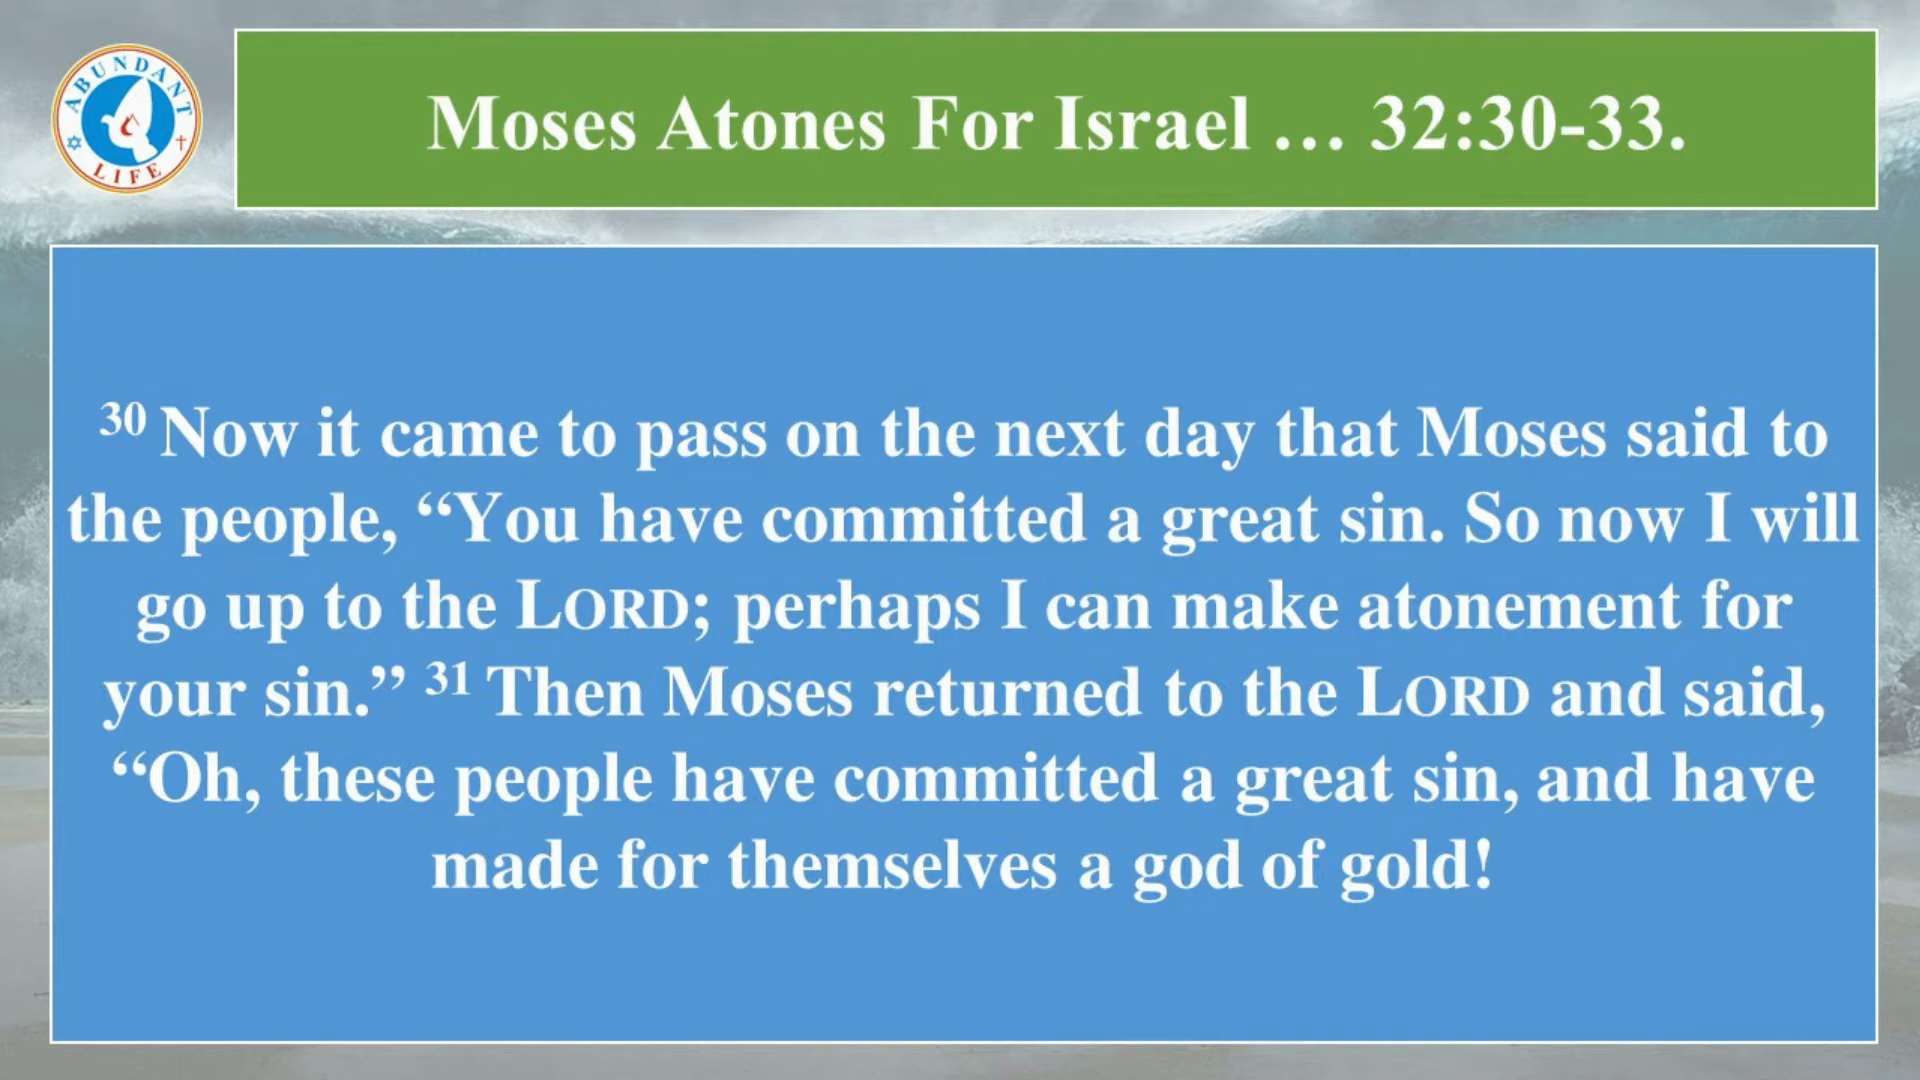 ABUNDANT
LIFE
Moses Atones For Israel … 32:30-33.
30 Now it came to pass on the next day that Moses said to
the people, “You have committed a great sin. So now I will
go up to the LORD; perhaps I can make atonement for
your sin.” 31 Then Moses returned to the LORD and said,
“Oh, these people have committed a great sin, and have
made for themselves a god of gold!